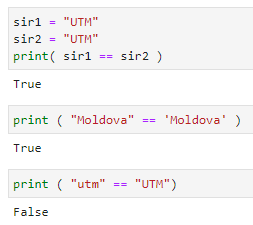 sir1 = "UTM"
sir2 = "UTM"
print( sir1 == sir2 )
True
print ( "Moldova" == 'Moldova' )
True
print ( "utm" == "UTM")
False